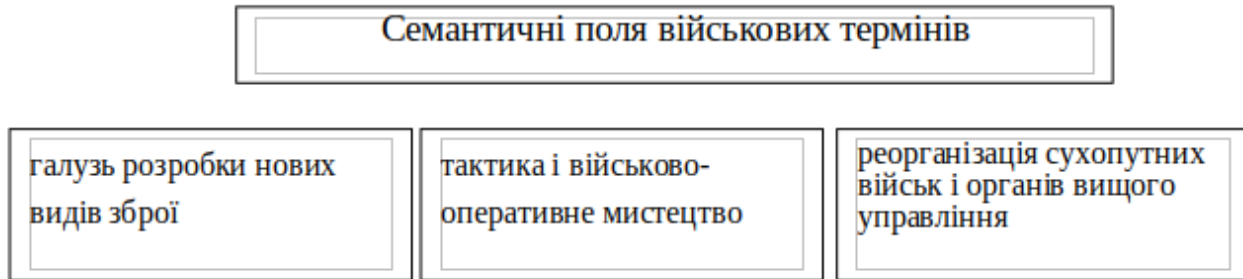 Семантичні поля військових термінів
галузь розробки нових
видів зброї
тактика і військово-
оперативне мистецтво
реорганізація сухопутних
військ і органів вищого
управління